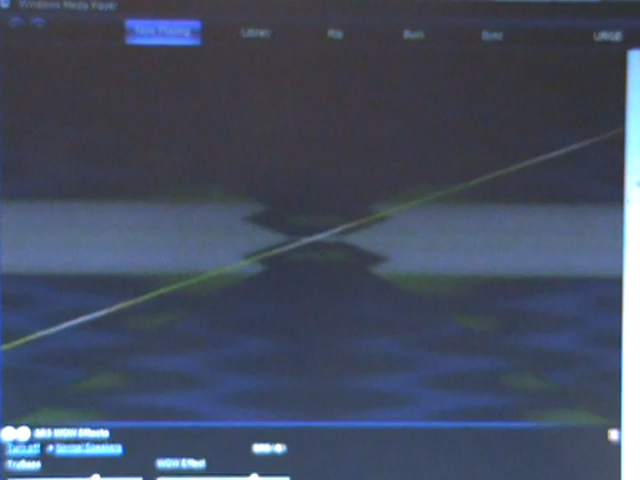 Windows Media Player
Now Playing Library Rip Burn Sync URGE
SRS WOW Effects
Turn off Normal Speakers
TruBass WOW Effect